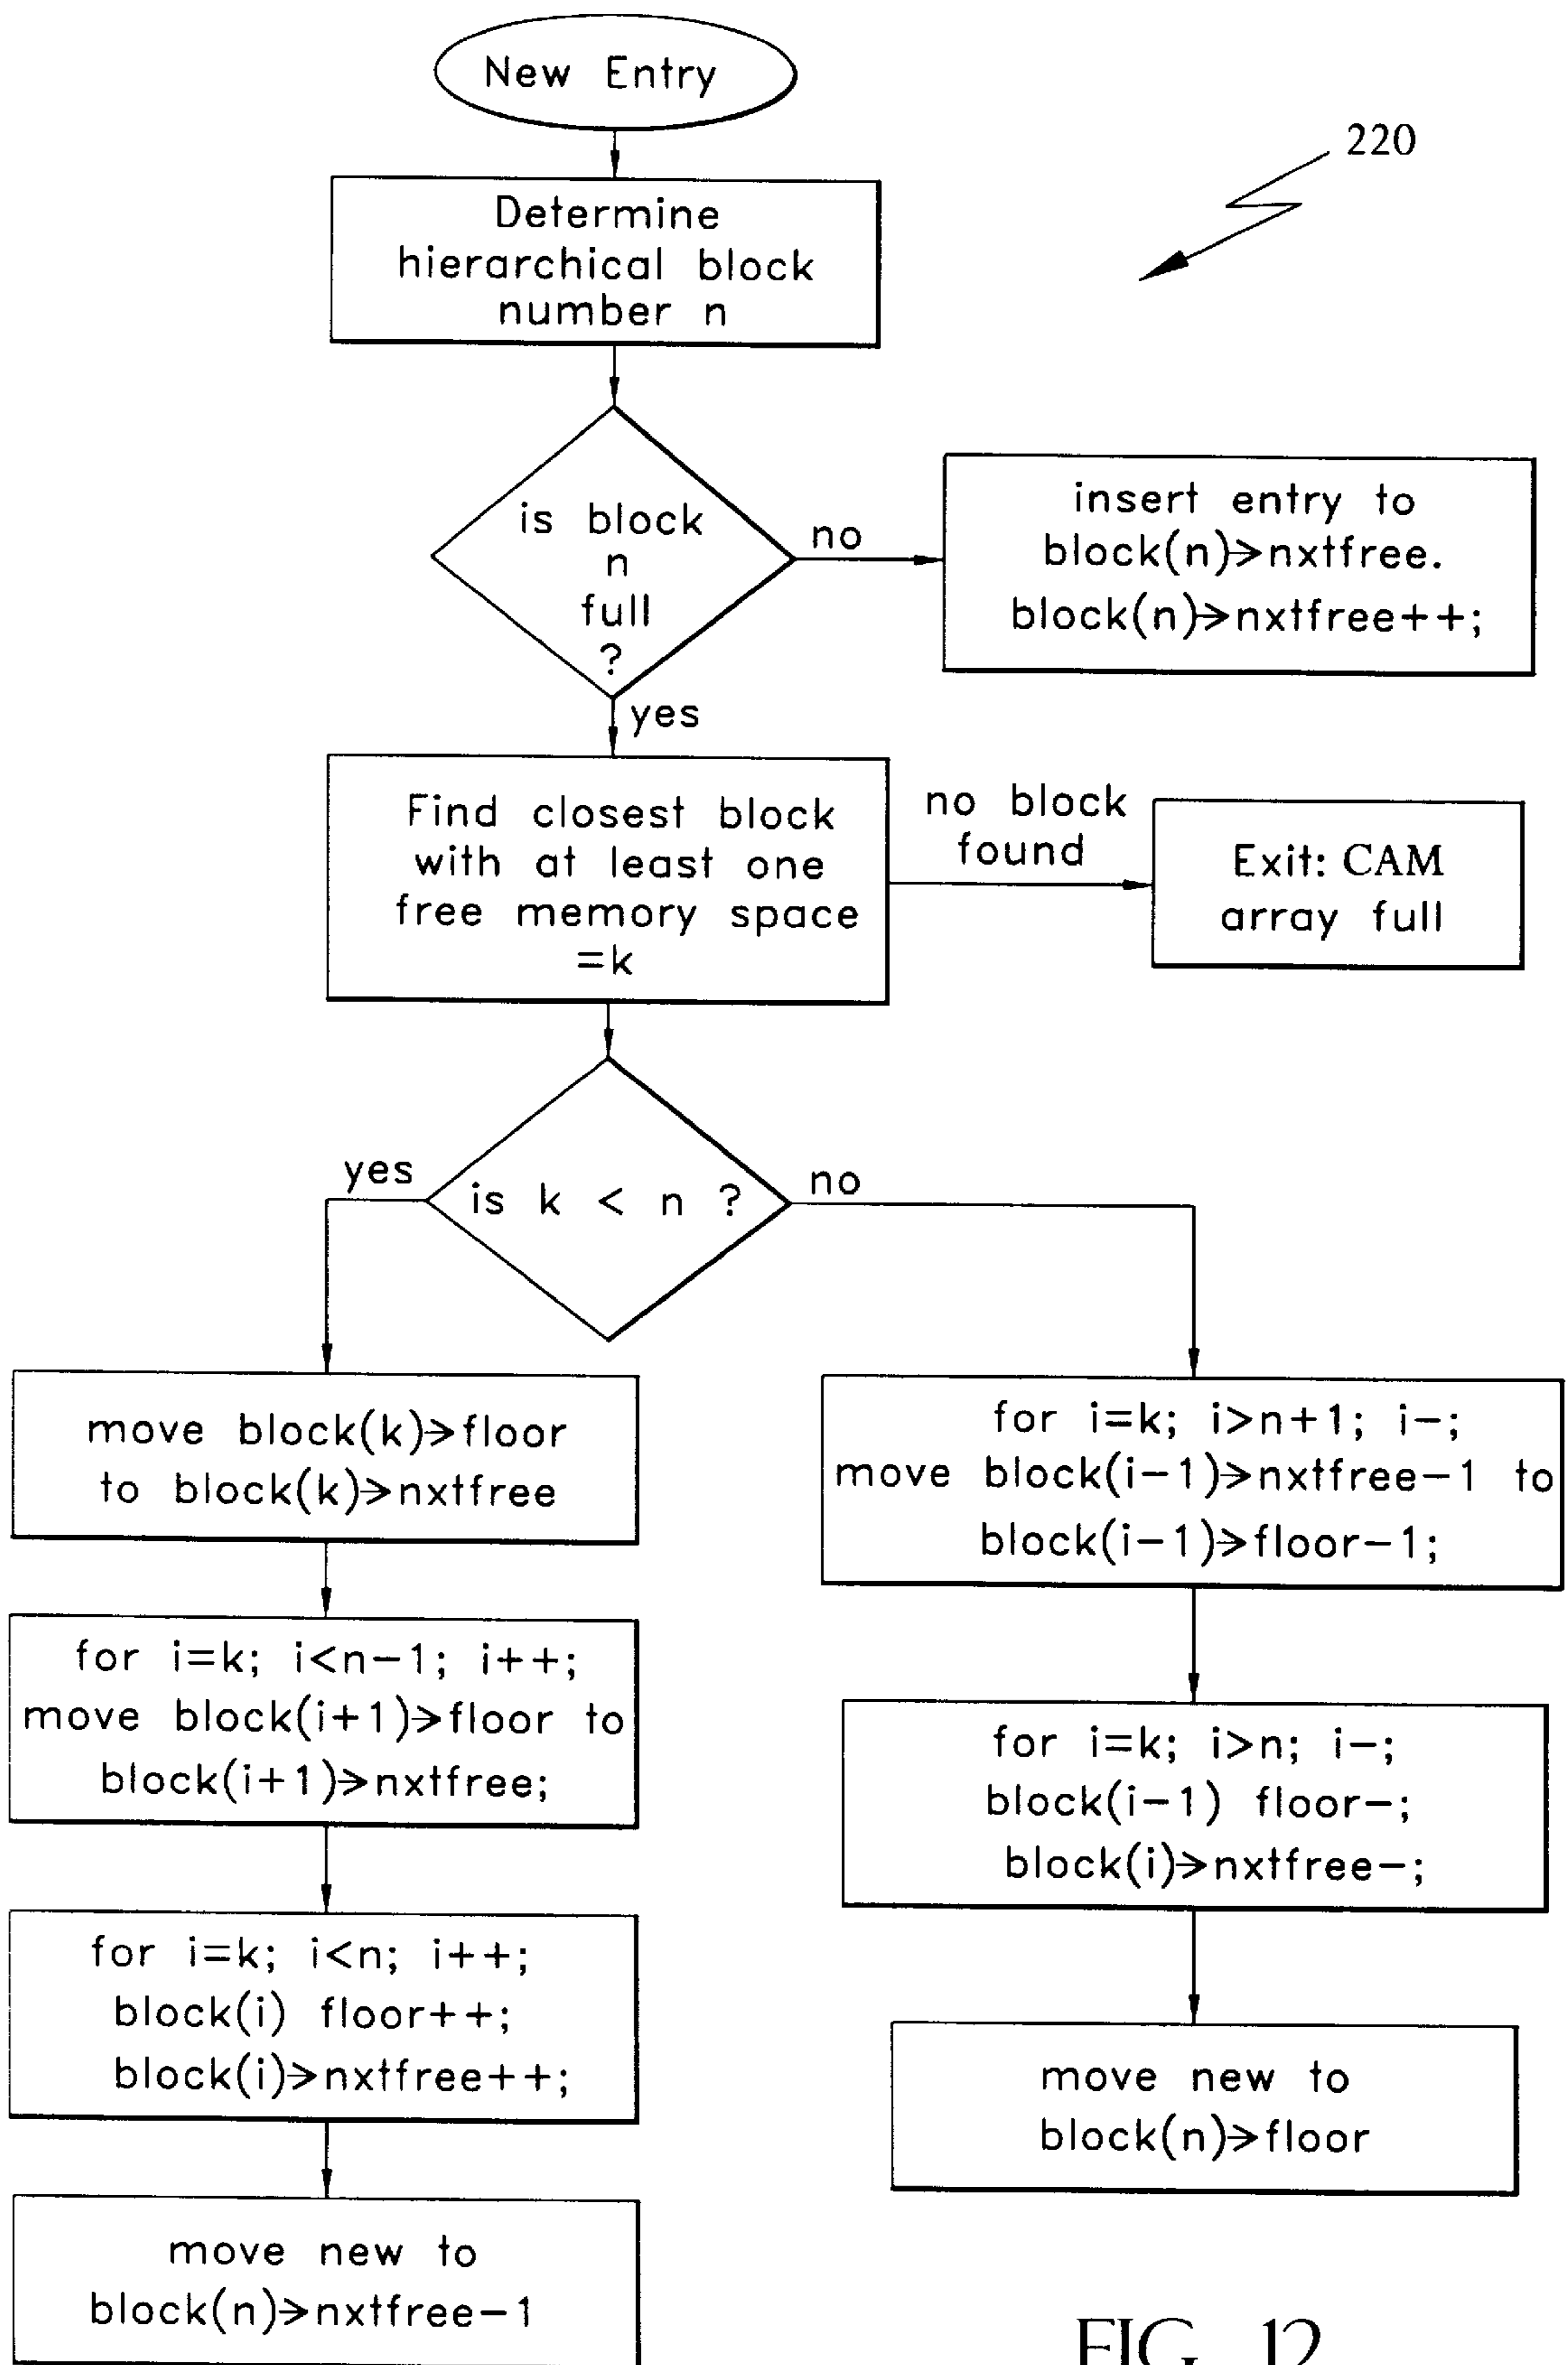 New Entry
220
Determine
hierarchical block
number n
is block
n
full
?
no
insert entry to
block(n)->nxtfree.
block(n)->nxtfree++;
yes
Find closest block
with at least one
free memory space
=k
no block
found
Exit: CAM
array full
is k < n ?
yes
no
move block(k)->floor
to block(k)->nxtfree
for i=k; i<n-1; i++;
move block(i+1)->floor to
block(i+1)->nxtfree;
for i=k; i<n; i++;
block(i) floor++;
block(i)->nxtfree++;
move new to
block(n)->nxtfree-1
for i=k; i>n+1; i-;
move block(i-1)->nxtfree-1 to
block(i-1)->floor-1;
for i=k; i>n; i-;
block(i-1) floor-;
block(i)->nxtfree-;
move new to
block(n)->floor
FIG. 12